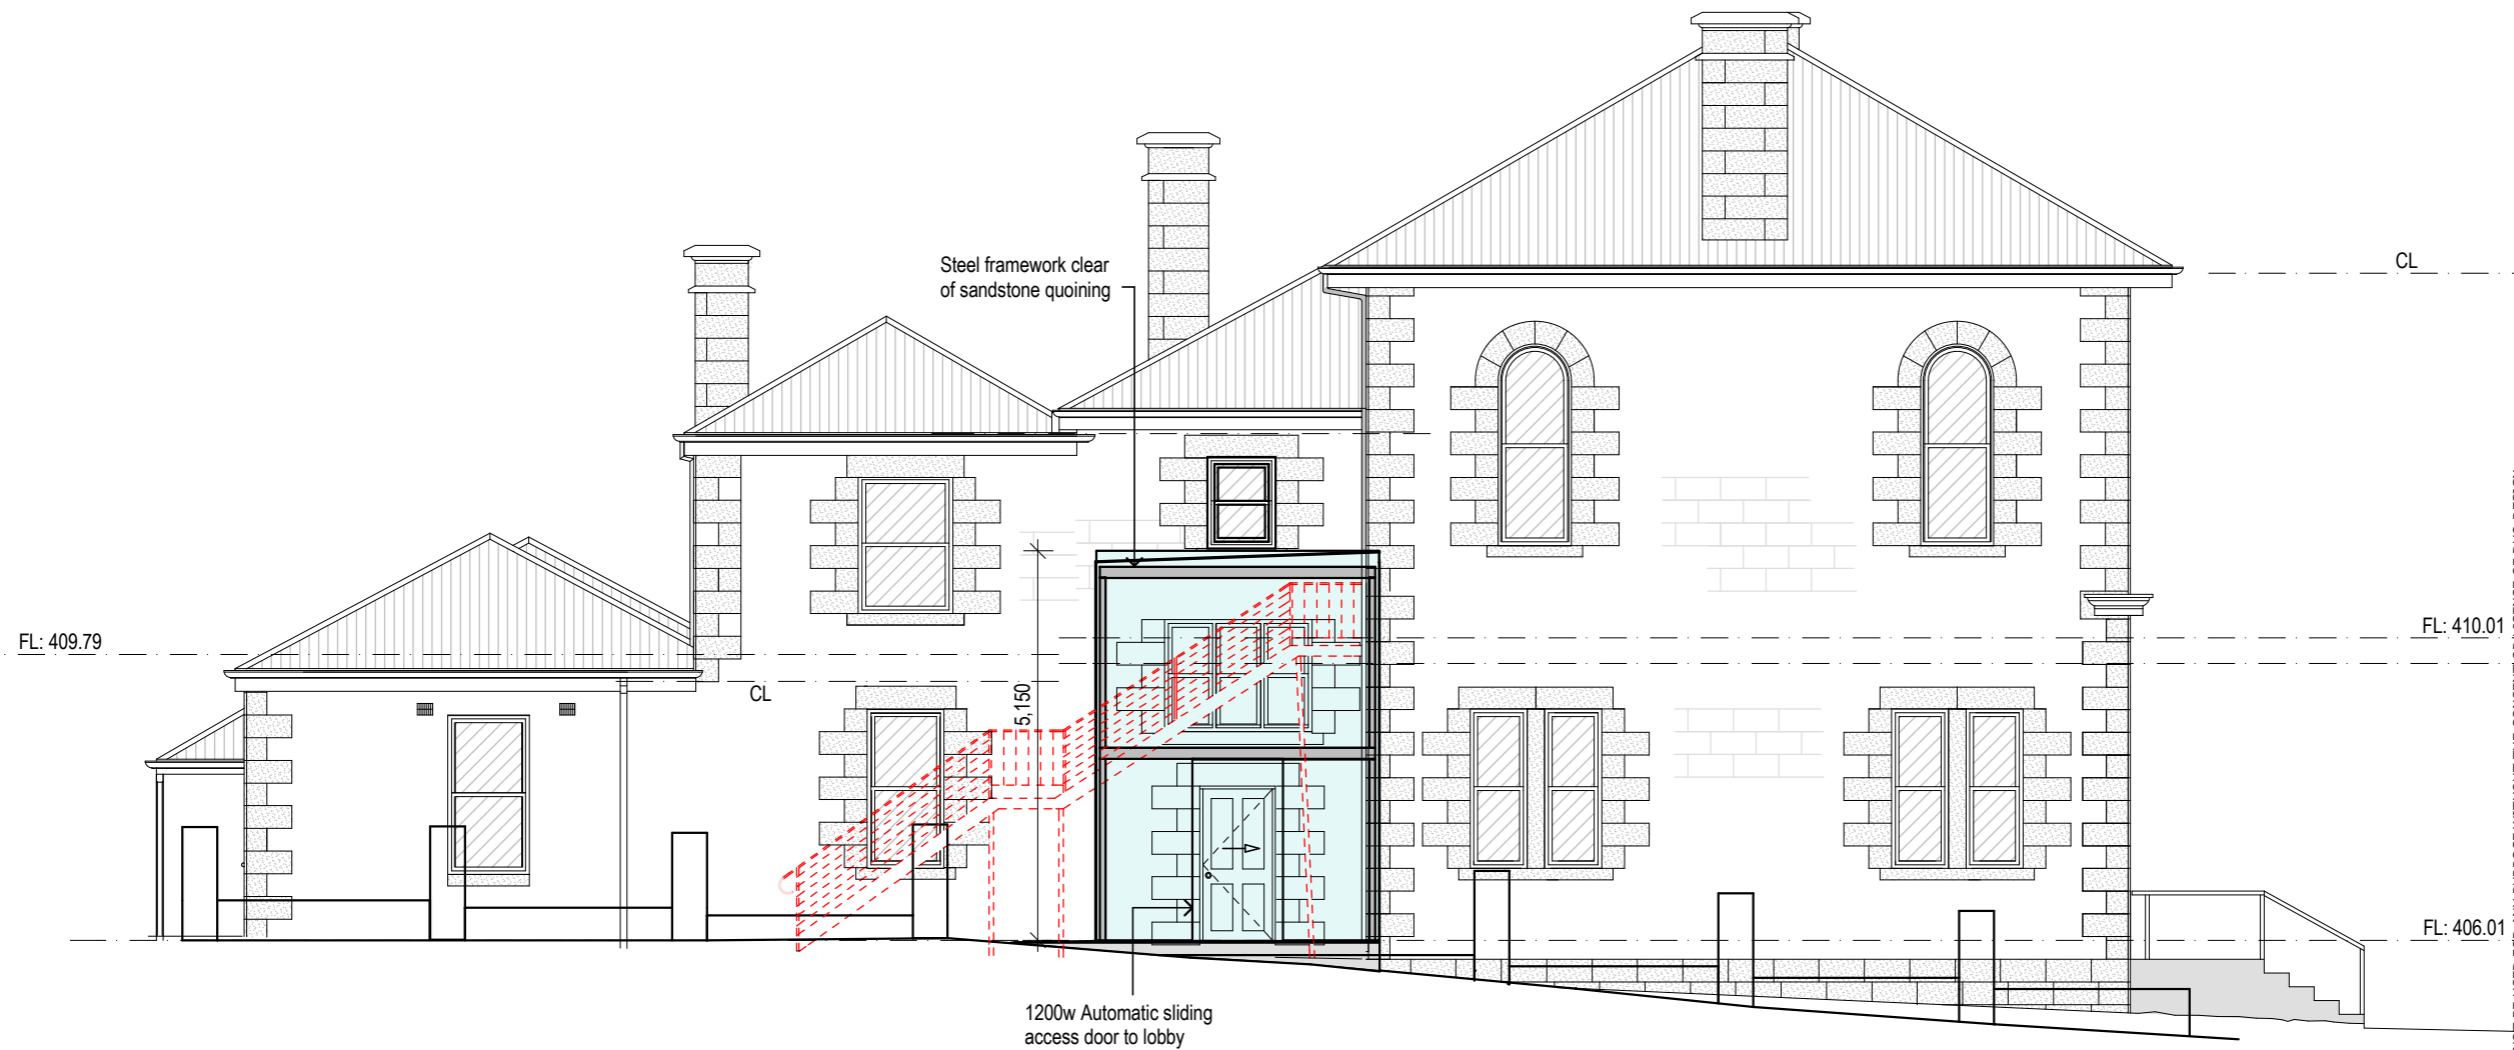 Steel framework clear
of sandstone quoining
CL
FL: 409.79
FL: 410.01
CL
5,150
FL: 406.01
1200w Automatic sliding
access door to lobby